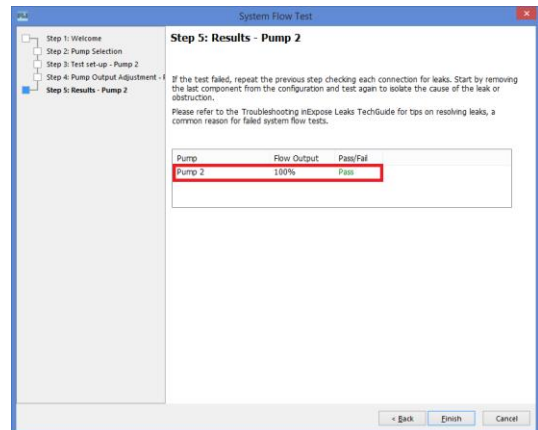 System Flow Test
Step 1: Welcome
Step 2: Pump Selection
Step 3: Test set-up - Pump 2
Step 4: Pump Output Adjustment - P
Step 5: Results - Pump 2
Step 5: Results - Pump 2
If the test failed, repeat the previous step checking each connection for leaks. Start by removing
the last component from the configuration and test again to isolate the cause of the leak or
obstruction.
Please refer to the Troubleshooting inExpose Leaks TechGuide for tips on resolving leaks, a
common reason for failed system flow tests.
Pump Flow Output Pass/Fail
Pump 2 100% Pass
< Back Finish Cancel